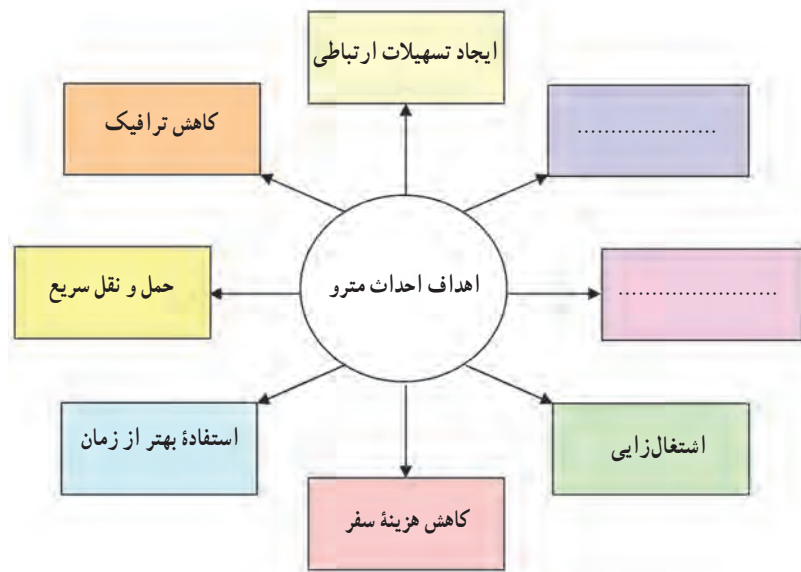 ایجاد تسهیلات ارتباطی
.....................
کاهش ترافیک
اهداف احداث مترو
.......................
حمل و نقل سریع
اشتغال‌زایی
استفادهٔ بهتر از زمان
کاهش هزینهٔ سفر